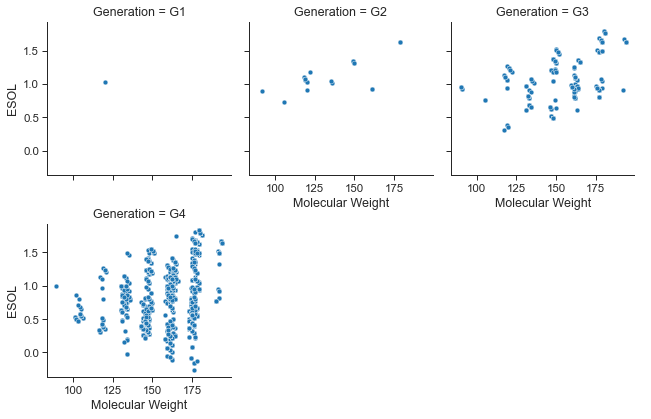 Generation = G1
Generation = G2
Generation = G3
ESOL
1.5
1.0
0.5
0.0
100
125
150
175
Molecular Weight
100
125
150
175
Molecular Weight
Generation = G4
ESOL
1.5
1.0
0.5
0.0
100
125
150
175
Molecular Weight